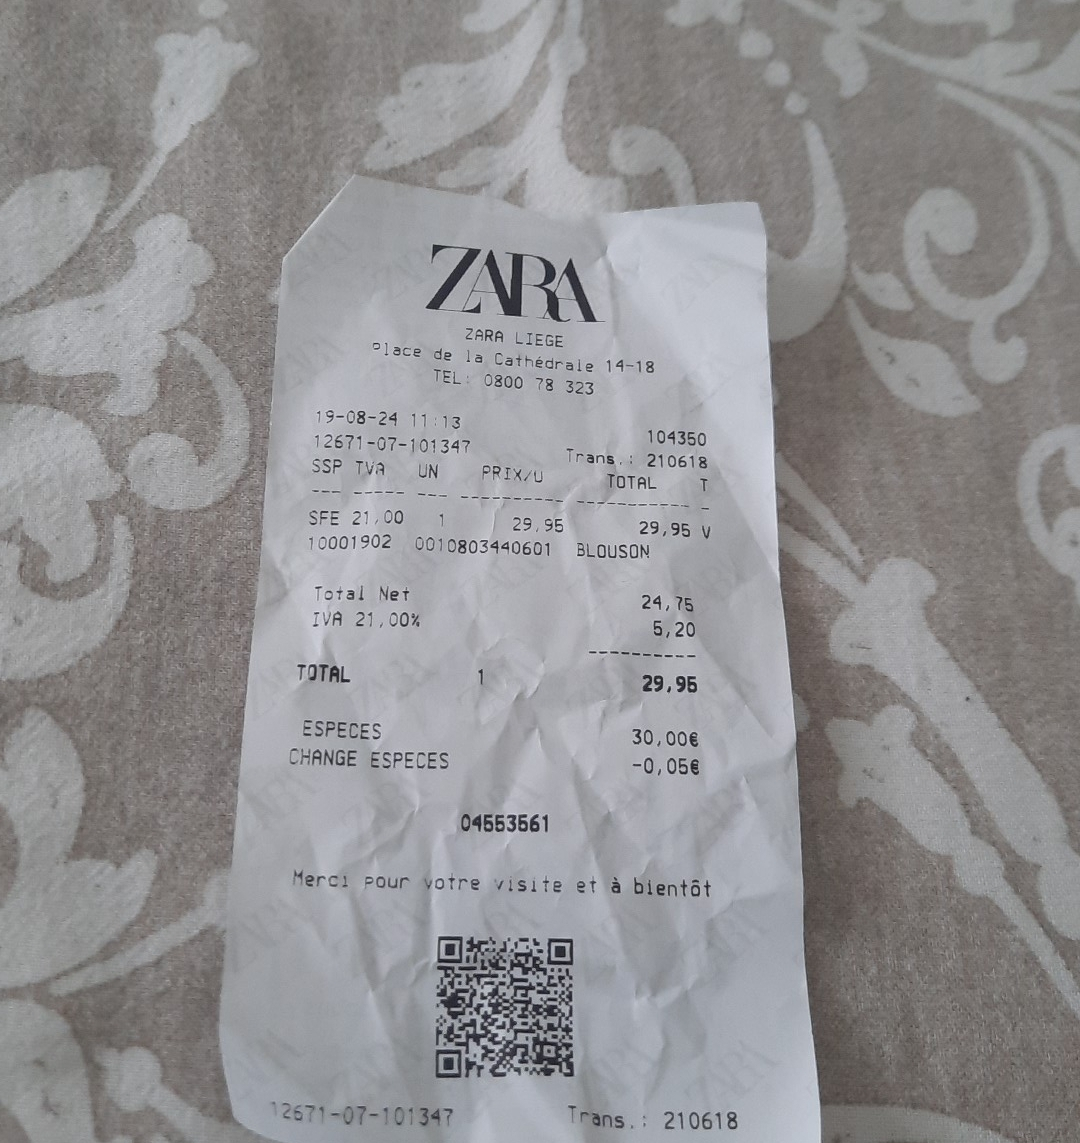 ZARA
ZARA LIEGE
Place de la Cathédrale 14-18
TEL: 0800 78 323
19-08-24 11:13
104350
12671-07-101347 Trans.: 210618
SSP TVA UN PRIX/U TOTAL T
--- ----- --- ---------- ----------- -
SFE 21,00 1 29,95 29,95 V
10001902 0010803440601 BLOUSON
Total Net 24,75
IVA 21,00% 5,20
----------
TOTAL 1 29,95
ESPECES 30,00€
CHANGE ESPECES -0,05€
04553561
Merci pour votre visite et à bientôt
12671-07-101347 Trans.: 210618